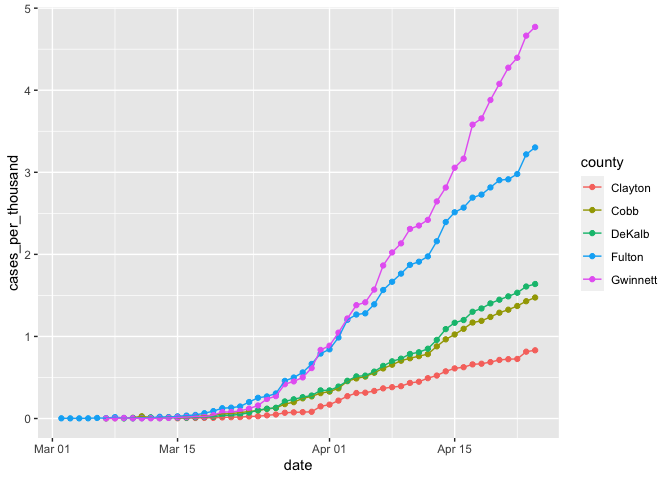 cases_per_thousand
5
4
3
2
1
0
Mar 01
Mar 15
Apr 01
Apr 15
date
county
Clayton
Cobb
DeKalb
Fulton
Gwinnett